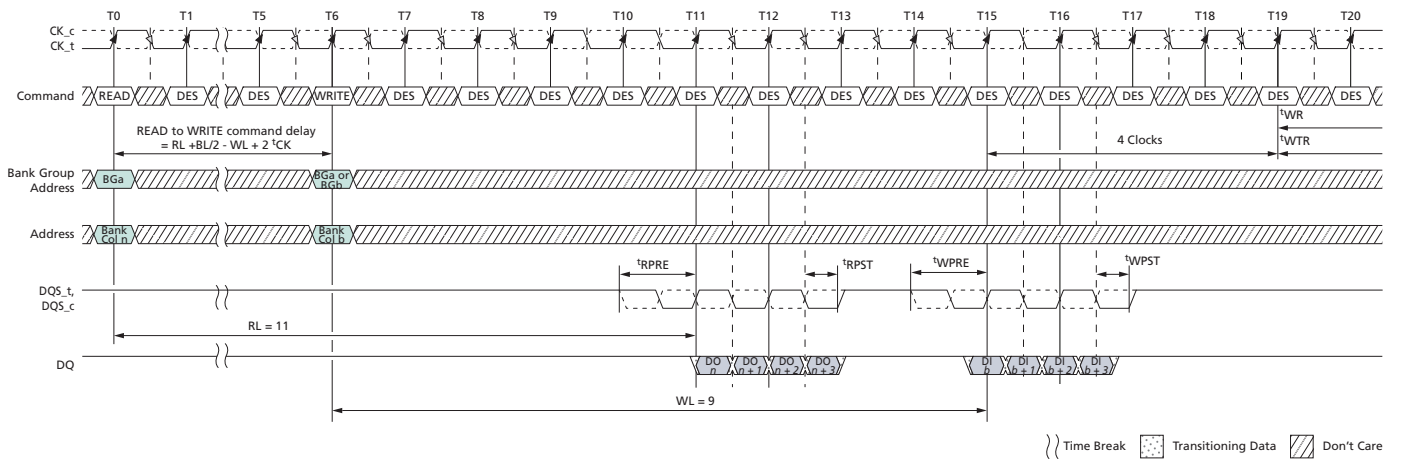 T0 T1 T5 T6 T7 T8 T9 T10 T11 T12 T13 T14 T15 T16 T17 T18 T19 T20
CK_c
CK_t
Command READ DES DES WRITE DES DES DES DES DES DES DES DES DES DES DES DES DES DES
READ to WRITE command delay
= RL +BL/2 - WL + 2 tCK
tWR
4 Clocks
tWTR
Bank Group
Address
BGa
BGa or
BGb
Address
Bank
Col n
Bank
Col b
tRPRE
tRPST
tWPRE
tWPST
DQS_t,
DQS_c
RL = 11
DQ
DO
n
DO
n + 1
DO
n + 2
DO
n + 3
DI
b
DI
b + 1
DI
b + 2
DI
b + 3
WL = 9
Time Break
Transitioning Data
Don't Care